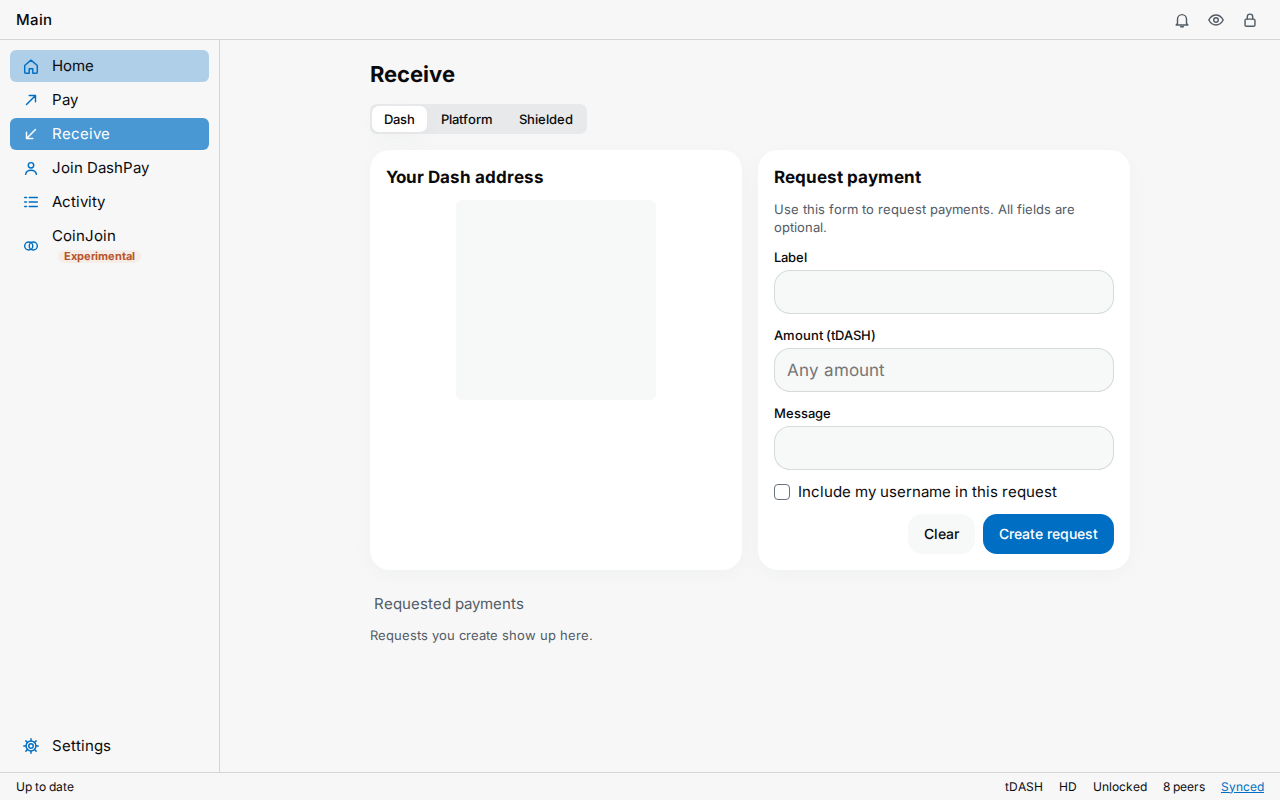 Main
Home
Pay
Receive
Join DashPay
Activity
CoinJoin
Experimental
Settings
Receive
Dash
Platform
Shielded
Your Dash address
Request payment
Use this form to request payments. All fields are
optional.
Label
Amount (tDASH)
Any amount
Message
Include my username in this request
Clear
Create request
Requested payments
Requests you create show up here.
Up to date
tDASH
HD
Unlocked
8 peers
Synced